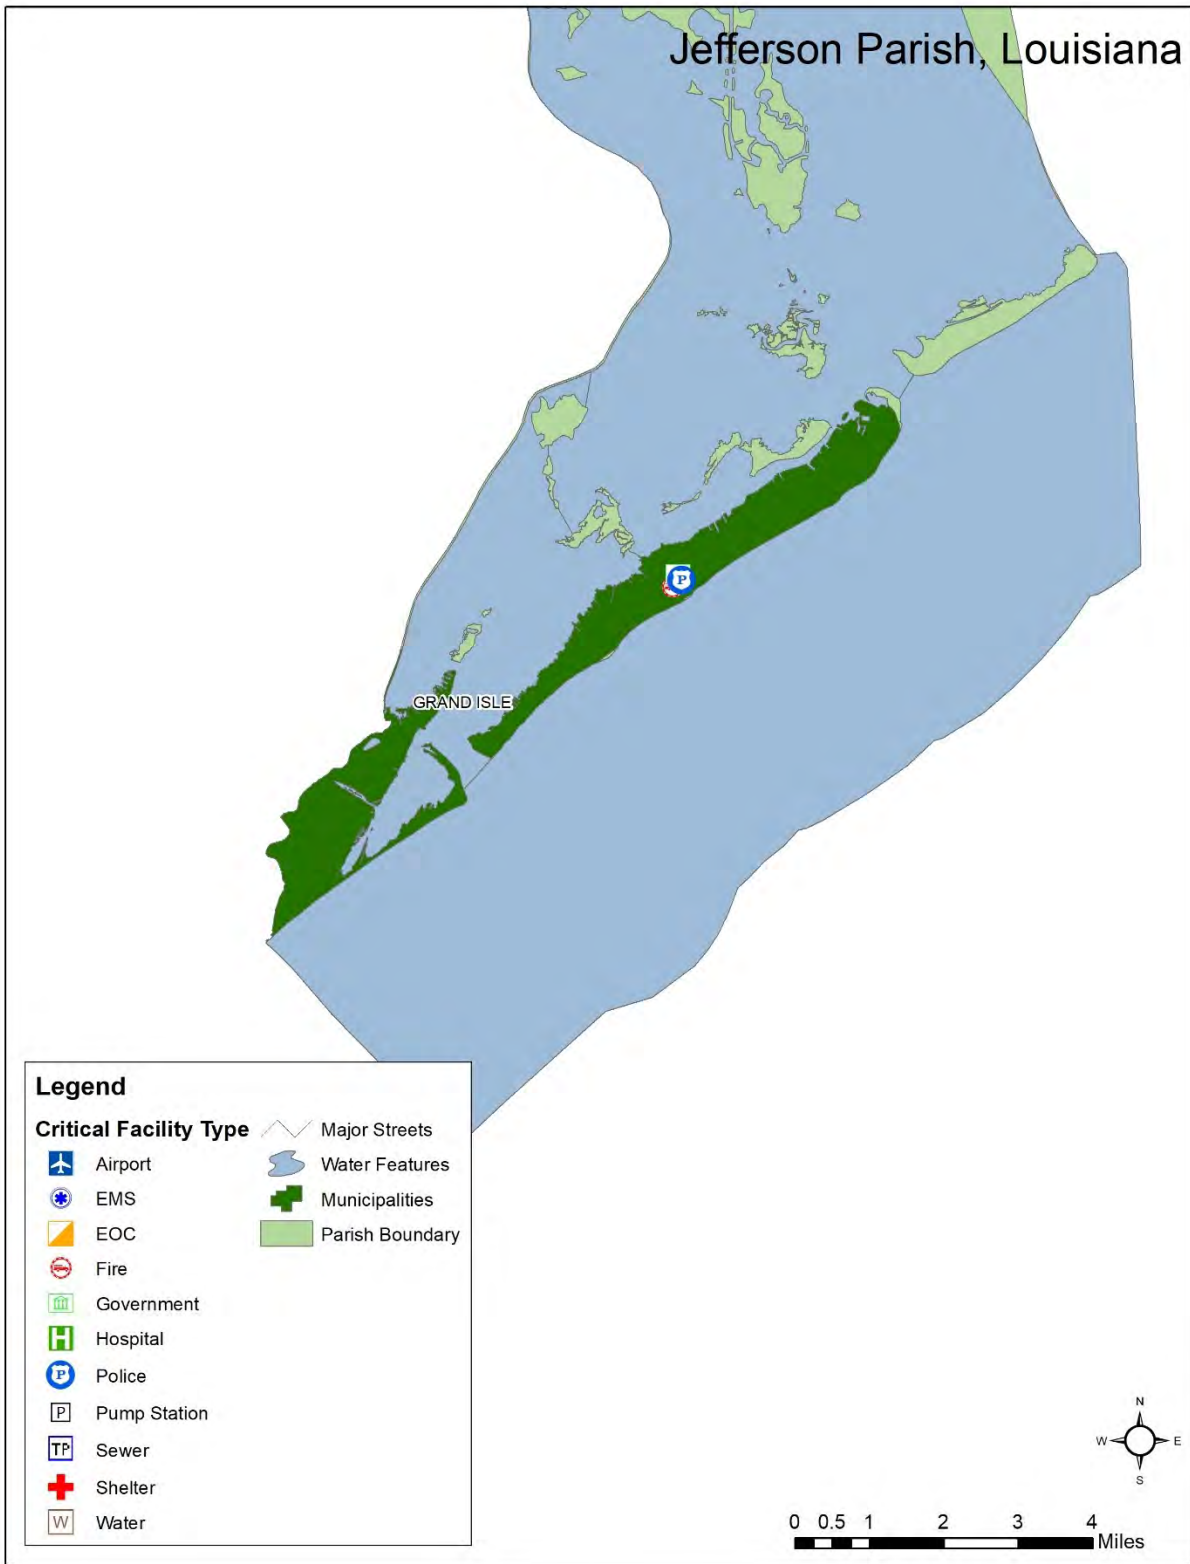 Jefferson Parish, Louisiana
P
GRAND ISLE
Legend
Critical Facility Type
Airport
EMS
EOC
Fire
Government
H Hospital
P Police
P Pump Station
TP Sewer
Shelter
W Water
Major Streets
Water Features
Municipalities
Parish Boundary
N
W E
S
0 0.5 1 2 3 4
Miles